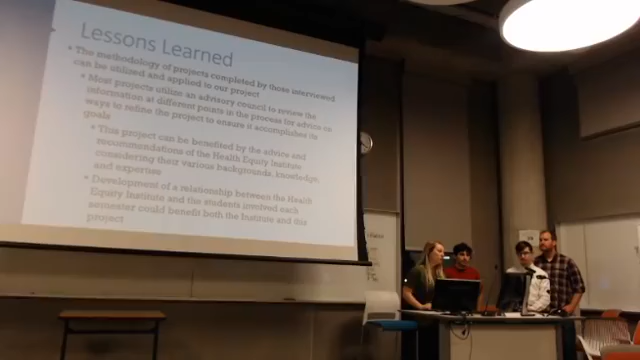 Lessons Learned
• The methodology of projects completed by those interviewed
can be utilized and applied to our project
• Most projects utilize an advisory council to review the
information at different points in the process for advice on
ways to refine the project to ensure it accomplishes its
goals
• This project can be benefited by the advice and
recommendations of the Health Equity Institute
considering their various backgrounds, knowledge,
and expertise
• Development of a relationship between the Health
Equity Institute and the students involved each
semester could benefit both the Institute and this
project